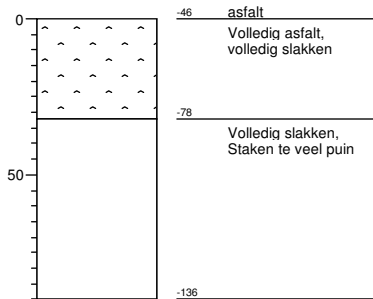 0
-46 asfalt
Volledig asfalt,
volledig slakken
-78
Volledig slakken,
Staken te veel puin
50
-136